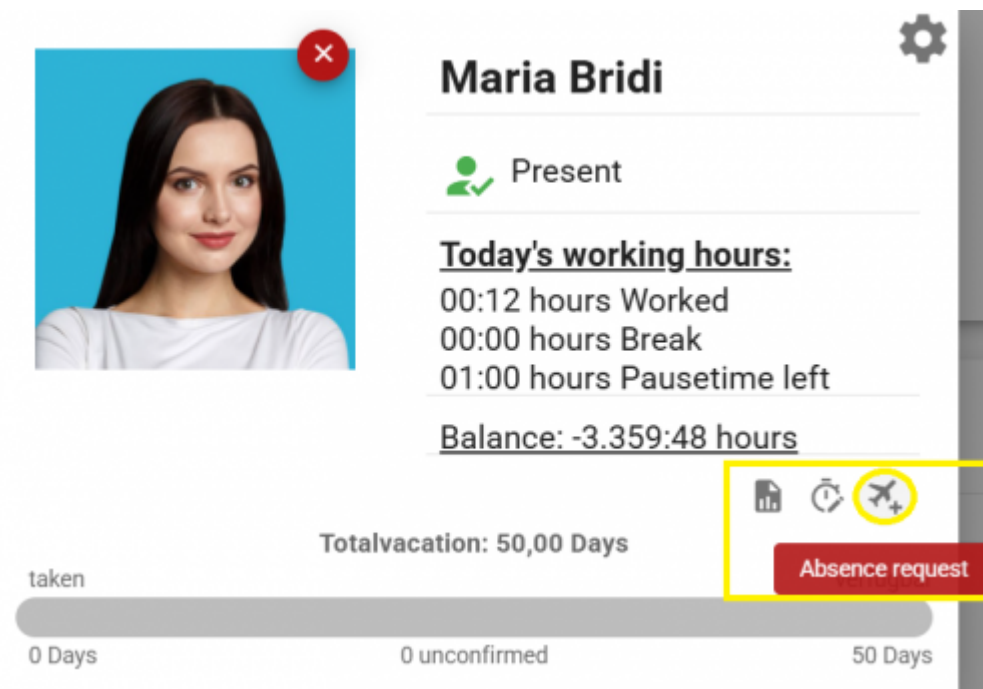 Maria Bridi
Present
Today's working hours:
00:12 hours Worked
00:00 hours Break
01:00 hours Pausetime left
Balance: -3.359:48 hours
Totalvacation: 50,00 Days
Absence request
taken
0 Days
0 unconfirmed
50 Days